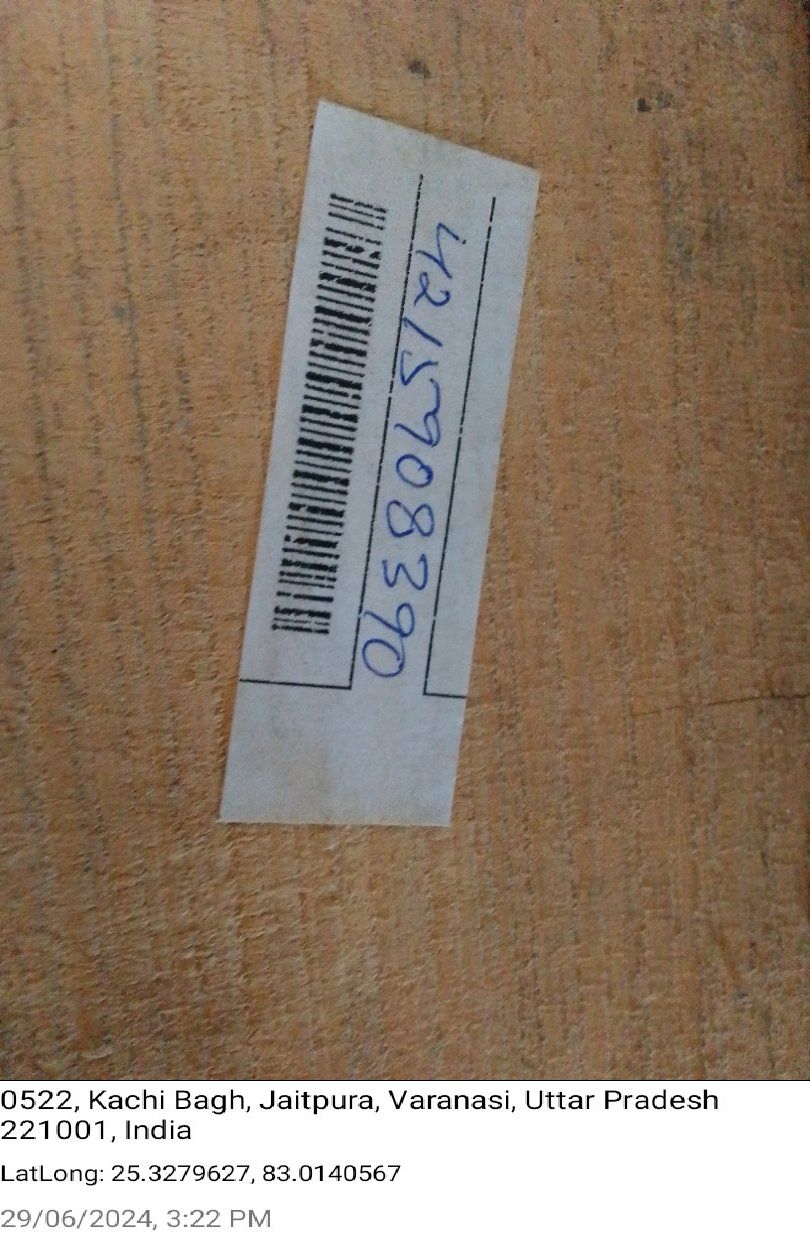 4215908390
0522, Kachi Bagh, Jaitpura, Varanasi, Uttar Pradesh
221001, India
LatLong: 25.3279627, 83.0140567
29/06/2024, 3:22 PM